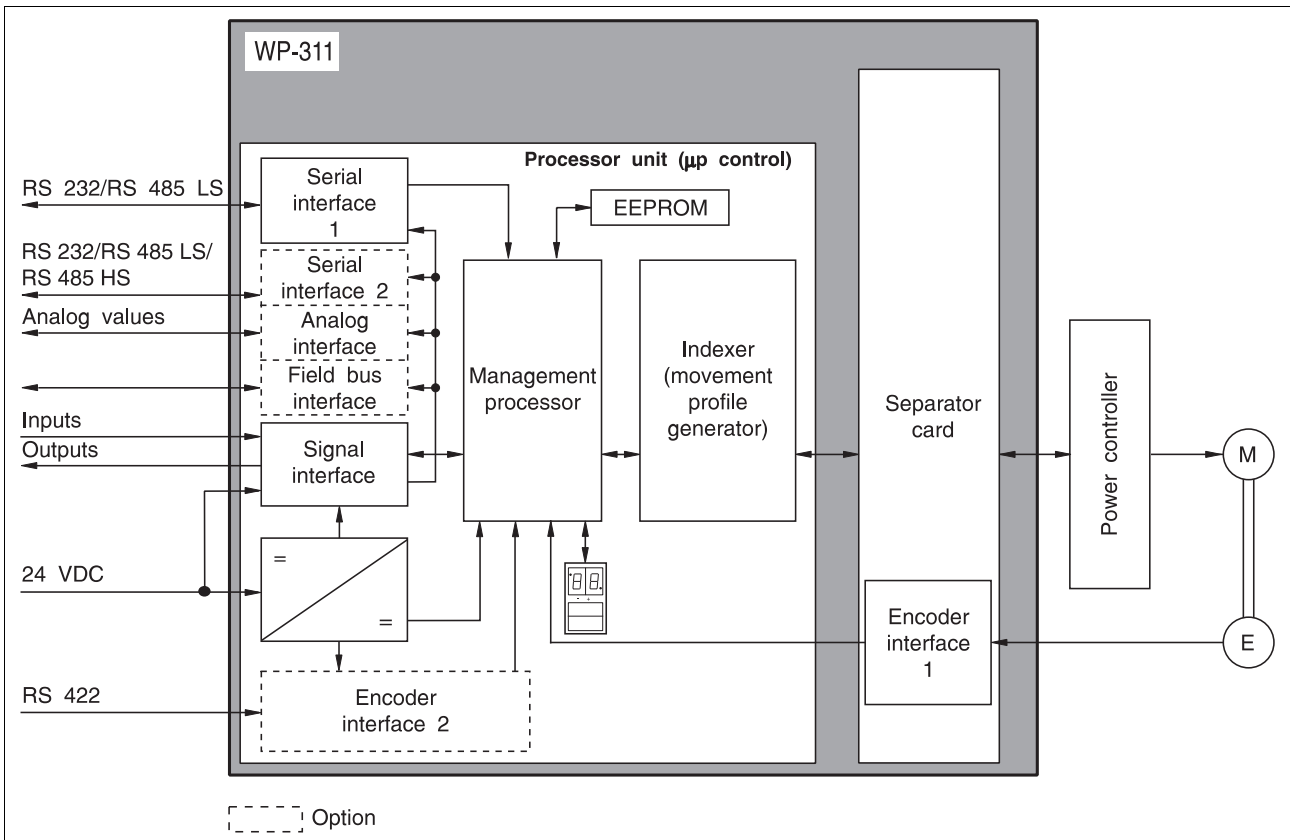 WP-311
Processor unit (μp control)
RS 232/RS 485 LS
Serial
interface
1
EEPROM
RS 232/RS 485 LS/
RS 485 HS
Serial
interface 2
Analog values
Analog
interface
Field bus
interface
Inputs
Outputs
Signal
interface
Management
processor
Indexer
(movement
profile
generator)
Separator
card
Power controller
M
24 VDC
=
=
8 8
- +
Encoder
interface
1
E
RS 422
Encoder
interface 2
Option